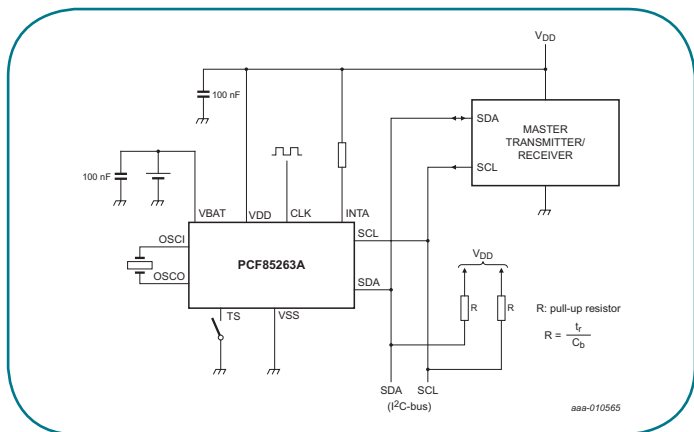 VDD
100 nF
SDA
MASTER
TRANSMITTER/
RECEIVER
SCL
100 nF
VBAT
VDD
CLK
INTA
OSCI
SCL
PCF85263A
OSCO
SDA
TS
VSS
VDD
R
R
R: pull-up resistor
R = tr
Cb
SDA SCL
(I2C-bus)
aaa-010565